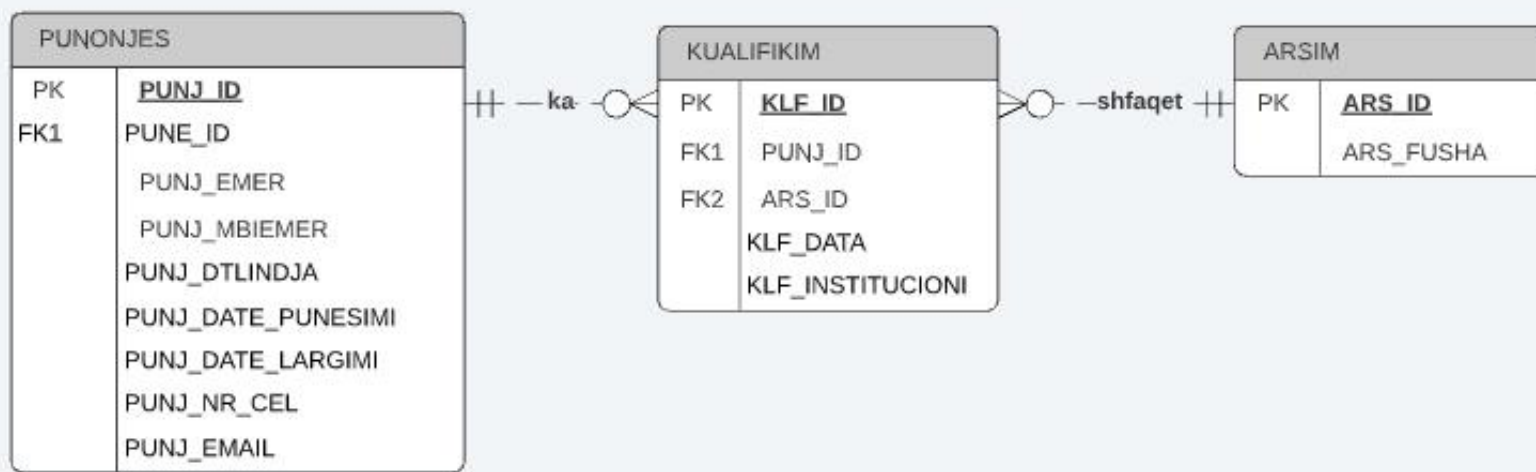 PUNONJES
PK PUNJ_ID
FK1 PUNE_ID
PUNJ_EMER
PUNJ_MBIEMER
PUNJ_DTLINDJA
PUNJ_DATE_PUNESIMI
PUNJ_DATE_LARGIMI
PUNJ_NR_CEL
PUNJ_EMAIL
ka
KUALIFIKIM
PK KLF_ID
FK1 PUNJ_ID
FK2 ARS_ID
KLF_DATA
KLF_INSTITUCIONI
shfaqet
ARSIM
PK ARS_ID
ARS_FUSHA